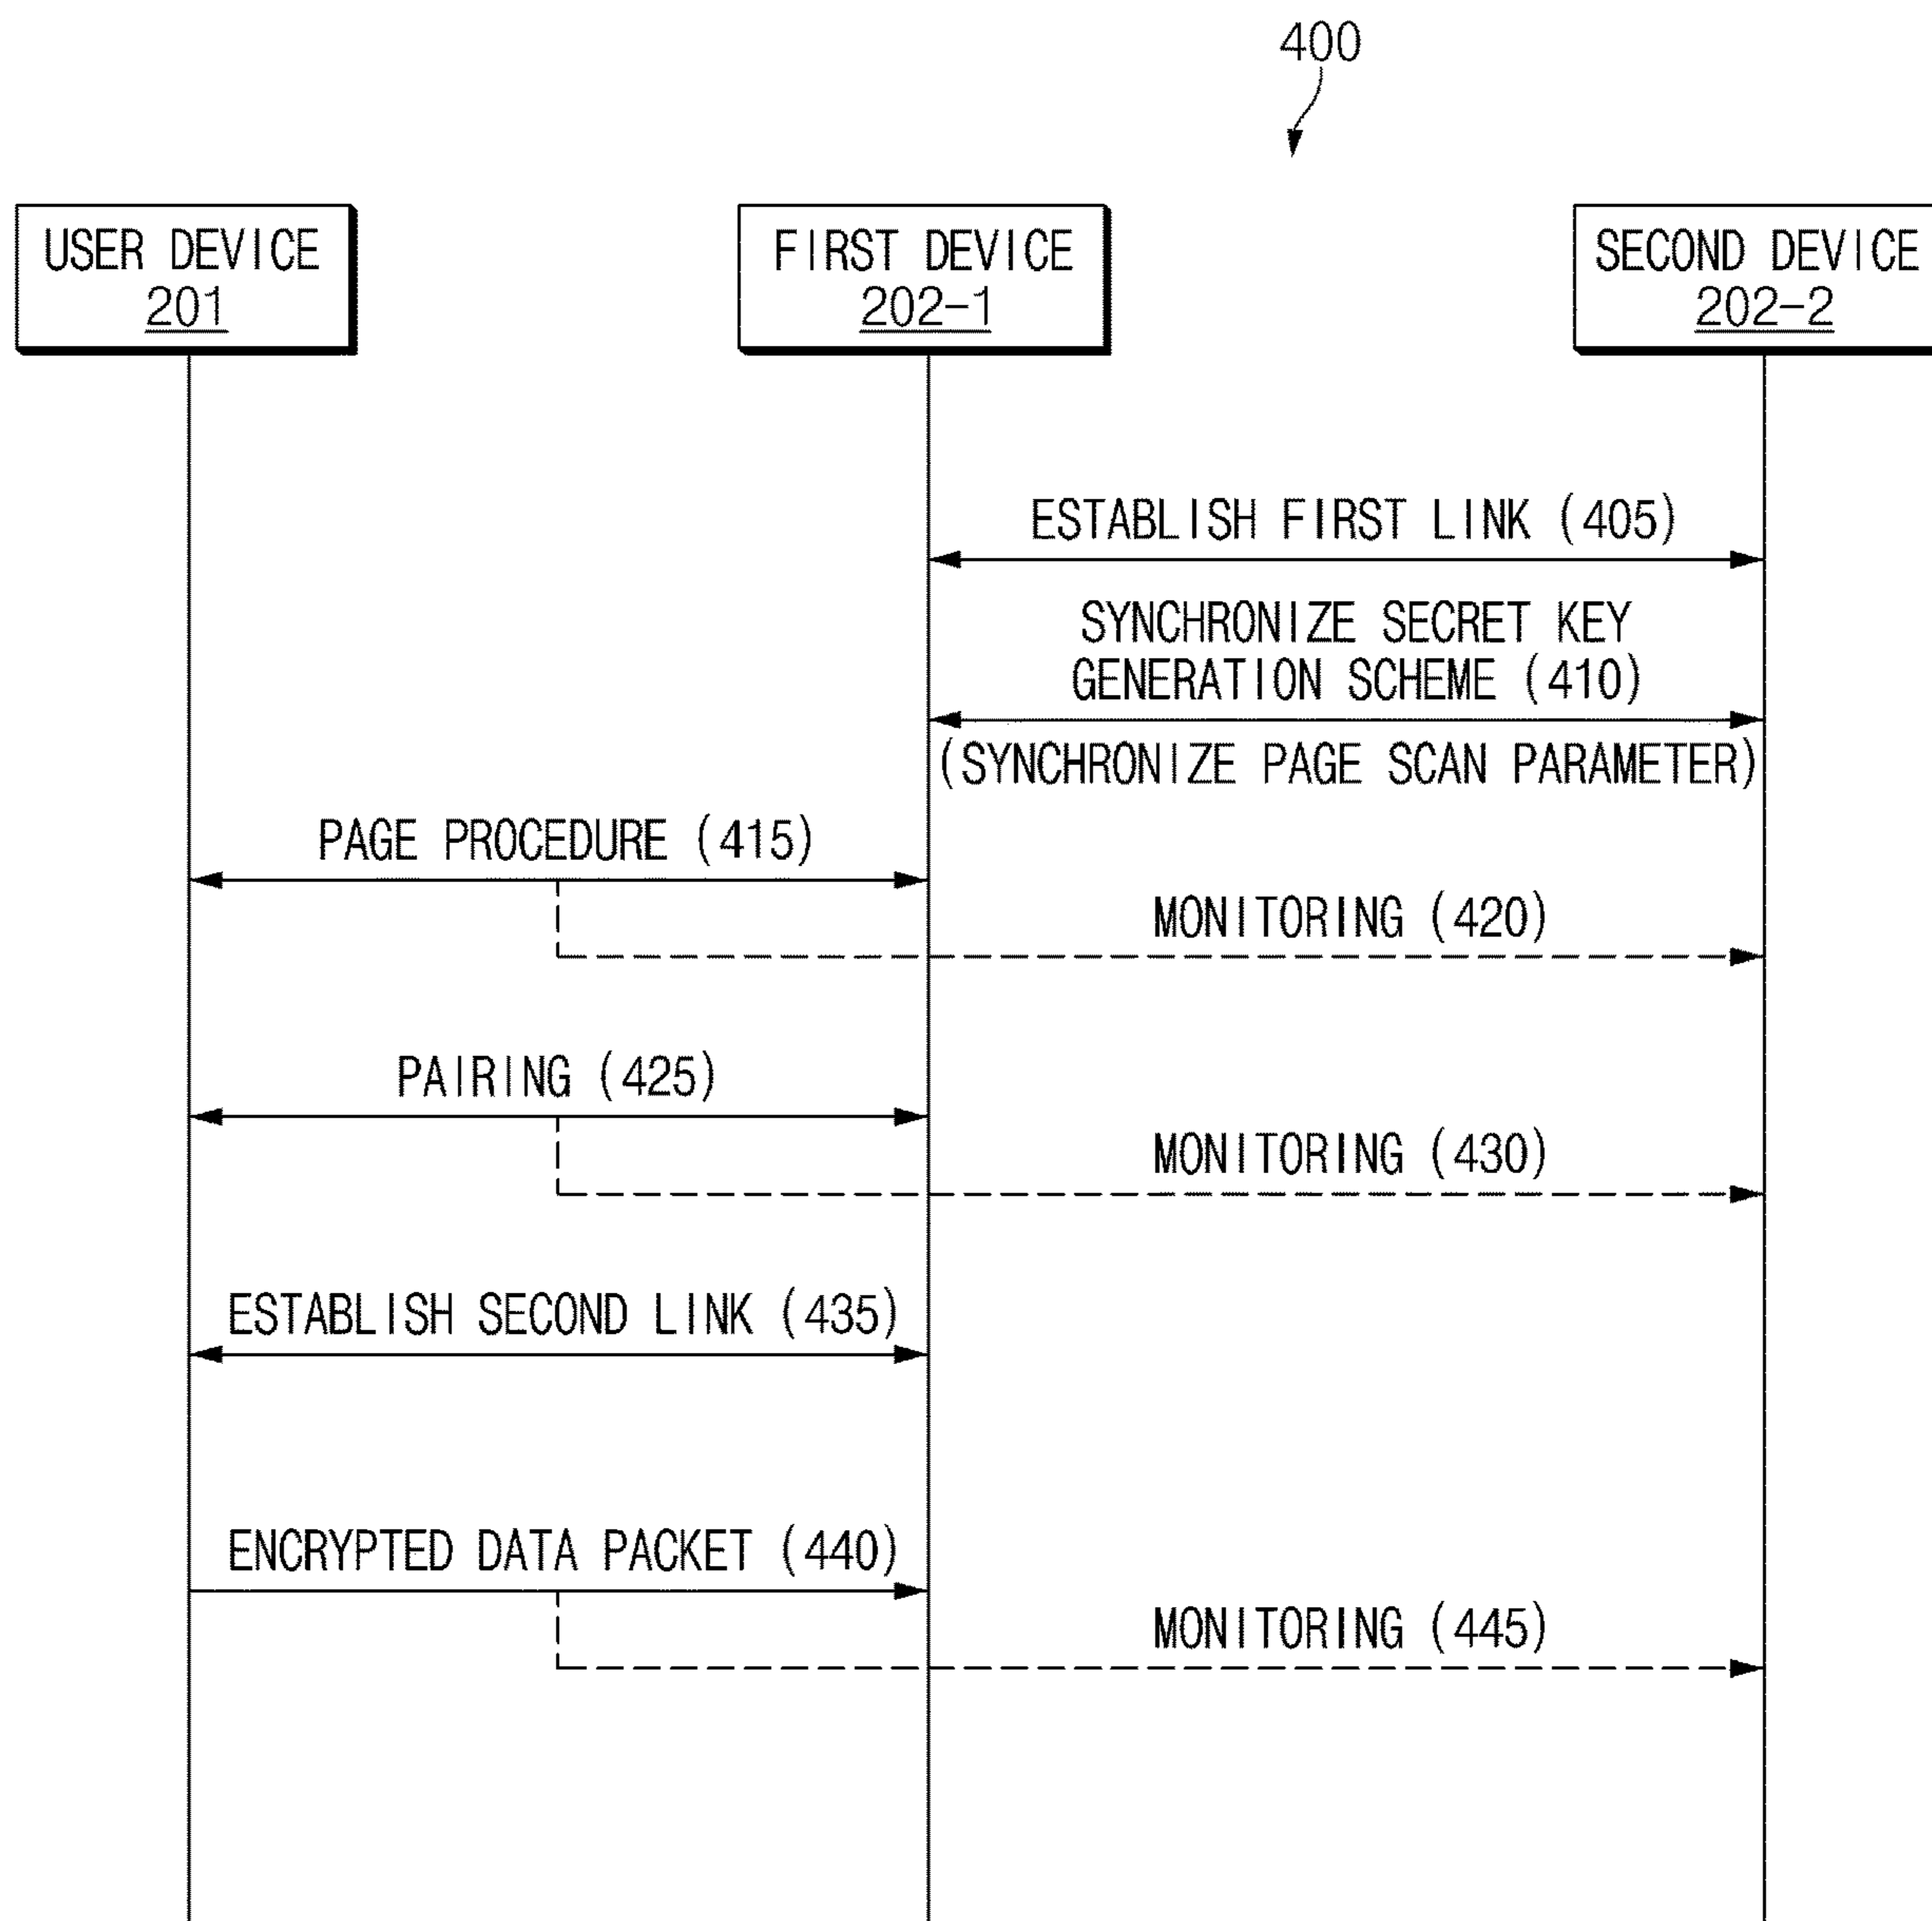 400
USER DEVICE
201
FIRST DEVICE
202-1
SECOND DEVICE
202-2
ESTABLISH FIRST LINK (405)
SYNCHRONIZE SECRET KEY
GENERATION SCHEME (410)
(SYNCHRONIZE PAGE SCAN PARAMETER)
PAGE PROCEDURE (415)
MONITORING (420)
PAIRING (425)
MONITORING (430)
ESTABLISH SECOND LINK (435)
ENCRYPTED DATA PACKET (440)
MONITORING (445)